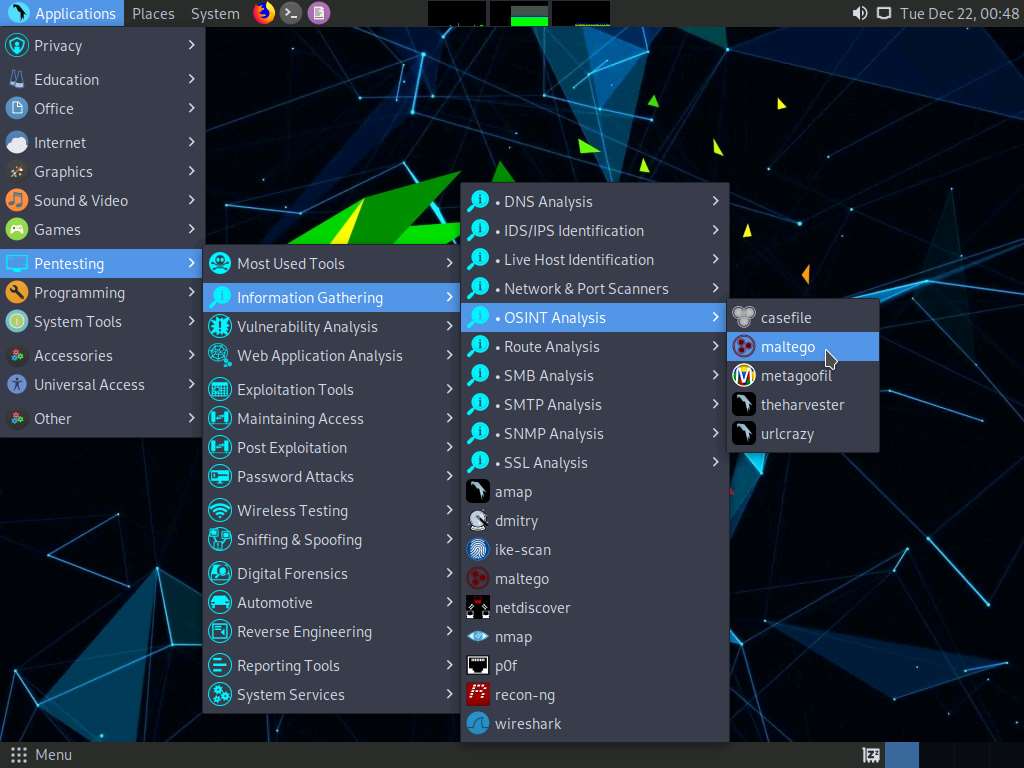 Applications Places System Tue Dec 22, 00:48
Privacy
Education
Office
Internet
Graphics
Sound & Video
Games
Pentesting
Programming
System Tools
Accessories
Universal Access
Other
Most Used Tools
Information Gathering
Vulnerability Analysis
Web Application Analysis
Exploitation Tools
Maintaining Access
Post Exploitation
Password Attacks
Wireless Testing
Sniffing & Spoofing
Digital Forensics
Automotive
Reverse Engineering
Reporting Tools
System Services
• DNS Analysis
• IDS/IPS Identification
• Live Host Identification
• Network & Port Scanners
• OSINT Analysis
• Route Analysis
• SMB Analysis
• SMTP Analysis
• SNMP Analysis
• SSL Analysis
amap
dmitry
ike-scan
maltego
netdiscover
nmap
p0f
recon-ng
wireshark
casefile
maltego
metagoofil
theharvester
urlcrazy
Menu